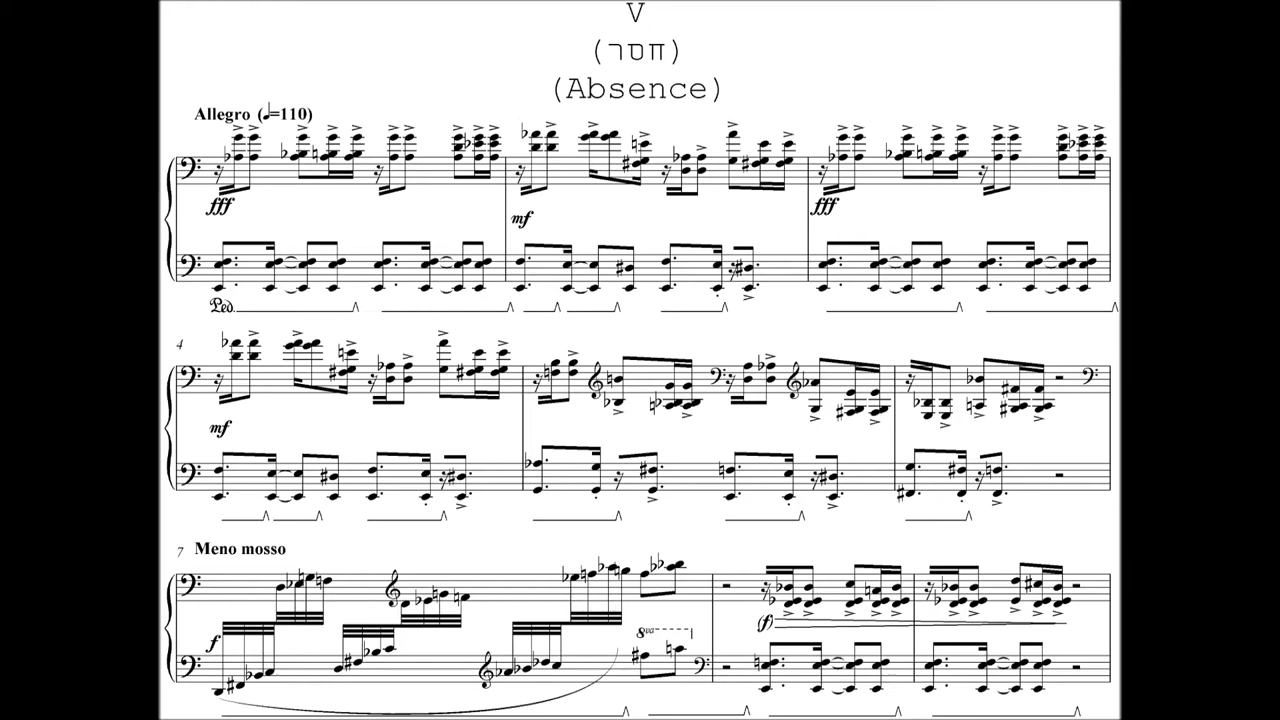 V
(חסר)
(Absence)
Allegro (♩=110)
fff mf fff
Ped.
4
mf
7 Meno mosso
f (f)
8va